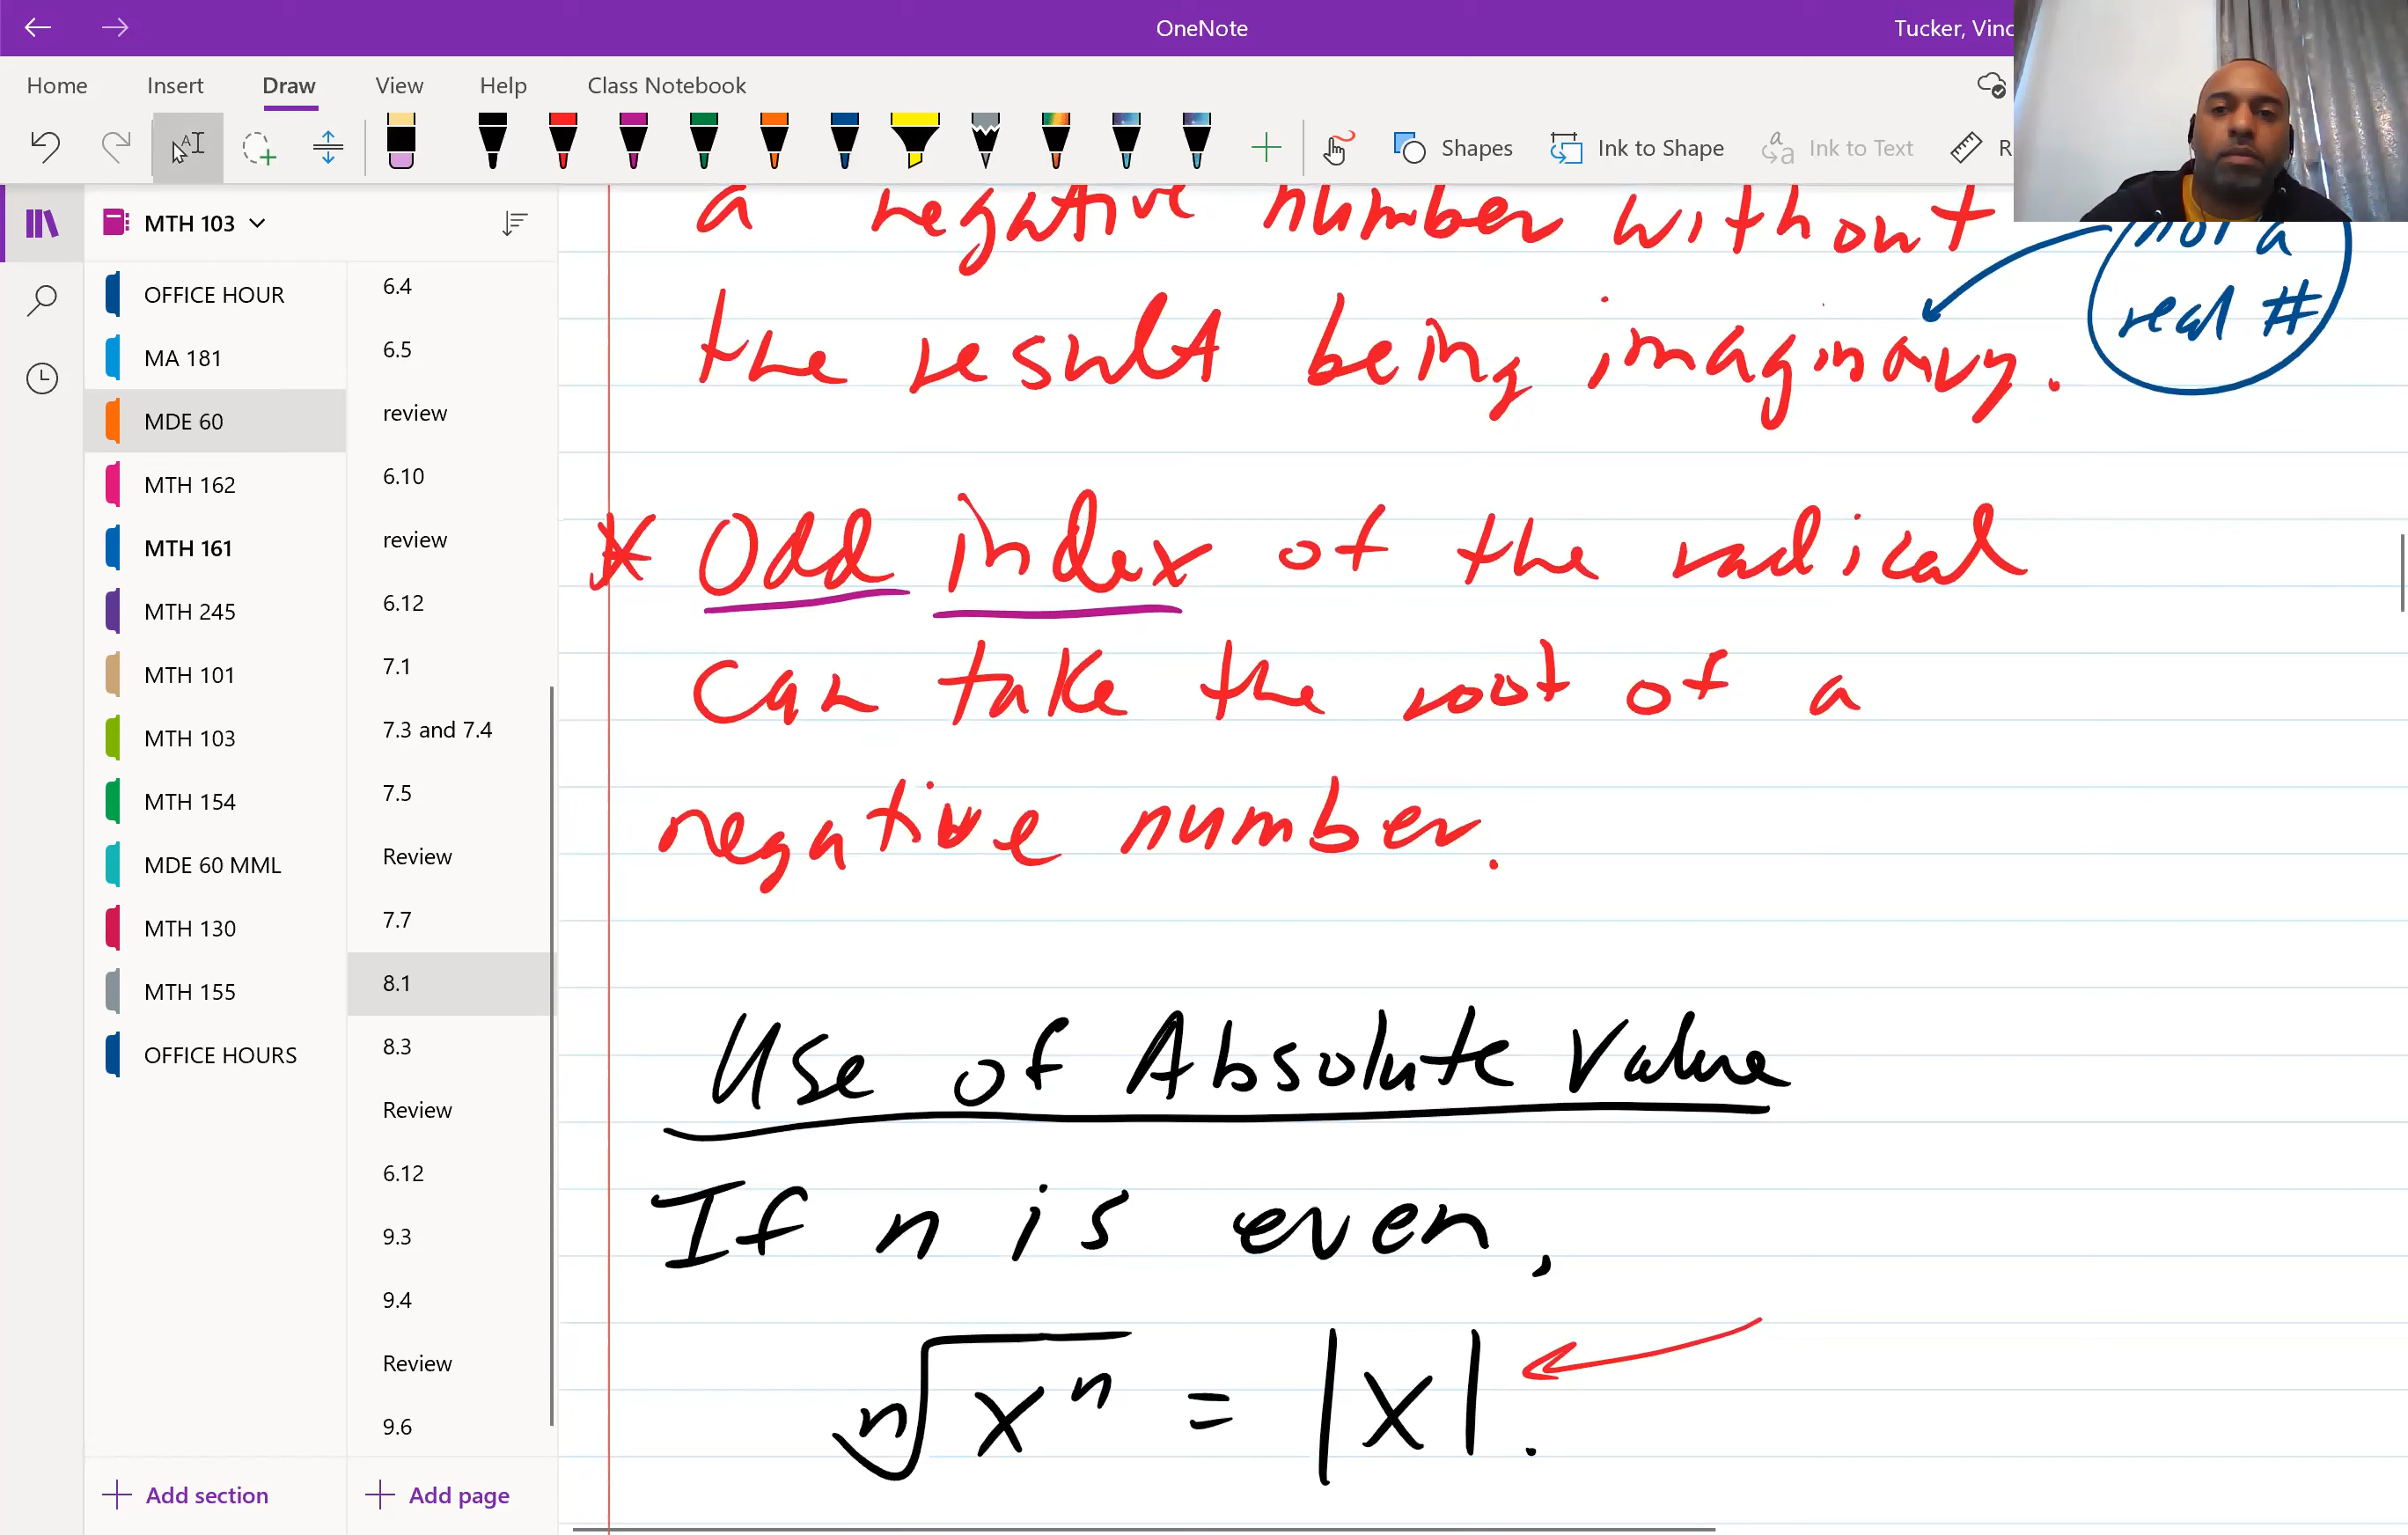 OneNote
Tucker, Vinc
Home Insert Draw View Help Class Notebook
Shapes Ink to Shape Ink to Text R
MTH 103
OFFICE HOUR
MA 181
MDE 60
MTH 162
MTH 161
MTH 245
MTH 101
MTH 103
MTH 154
MDE 60 MML
MTH 130
MTH 155
OFFICE HOURS
Add section
6.4
6.5
review
6.10
review
6.12
7.1
7.3 and 7.4
7.5
Review
7.7
8.1
8.3
Review
6.12
9.3
9.4
Review
9.6
Add page
a negative number without
the result being imaginary.
not a
real #
* Odd index of the radical
can take the root of a
negative number.
Use of Absolute Value
If n is even,
ⁿ√xⁿ = |x|.